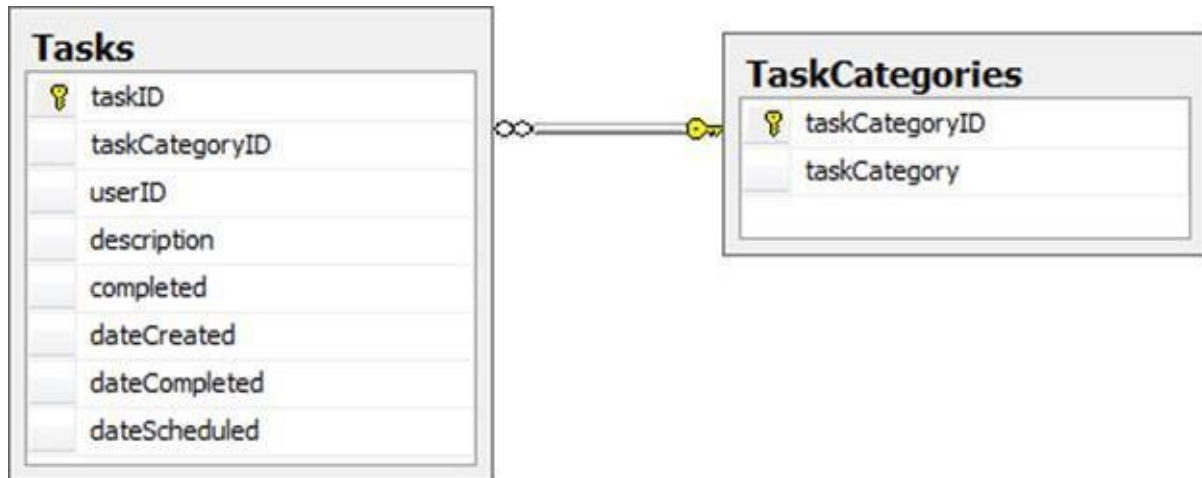 Tasks
taskID
taskCategoryID
userID
description
completed
dateCreated
dateCompleted
dateScheduled
TaskCategories
taskCategoryID
taskCategory